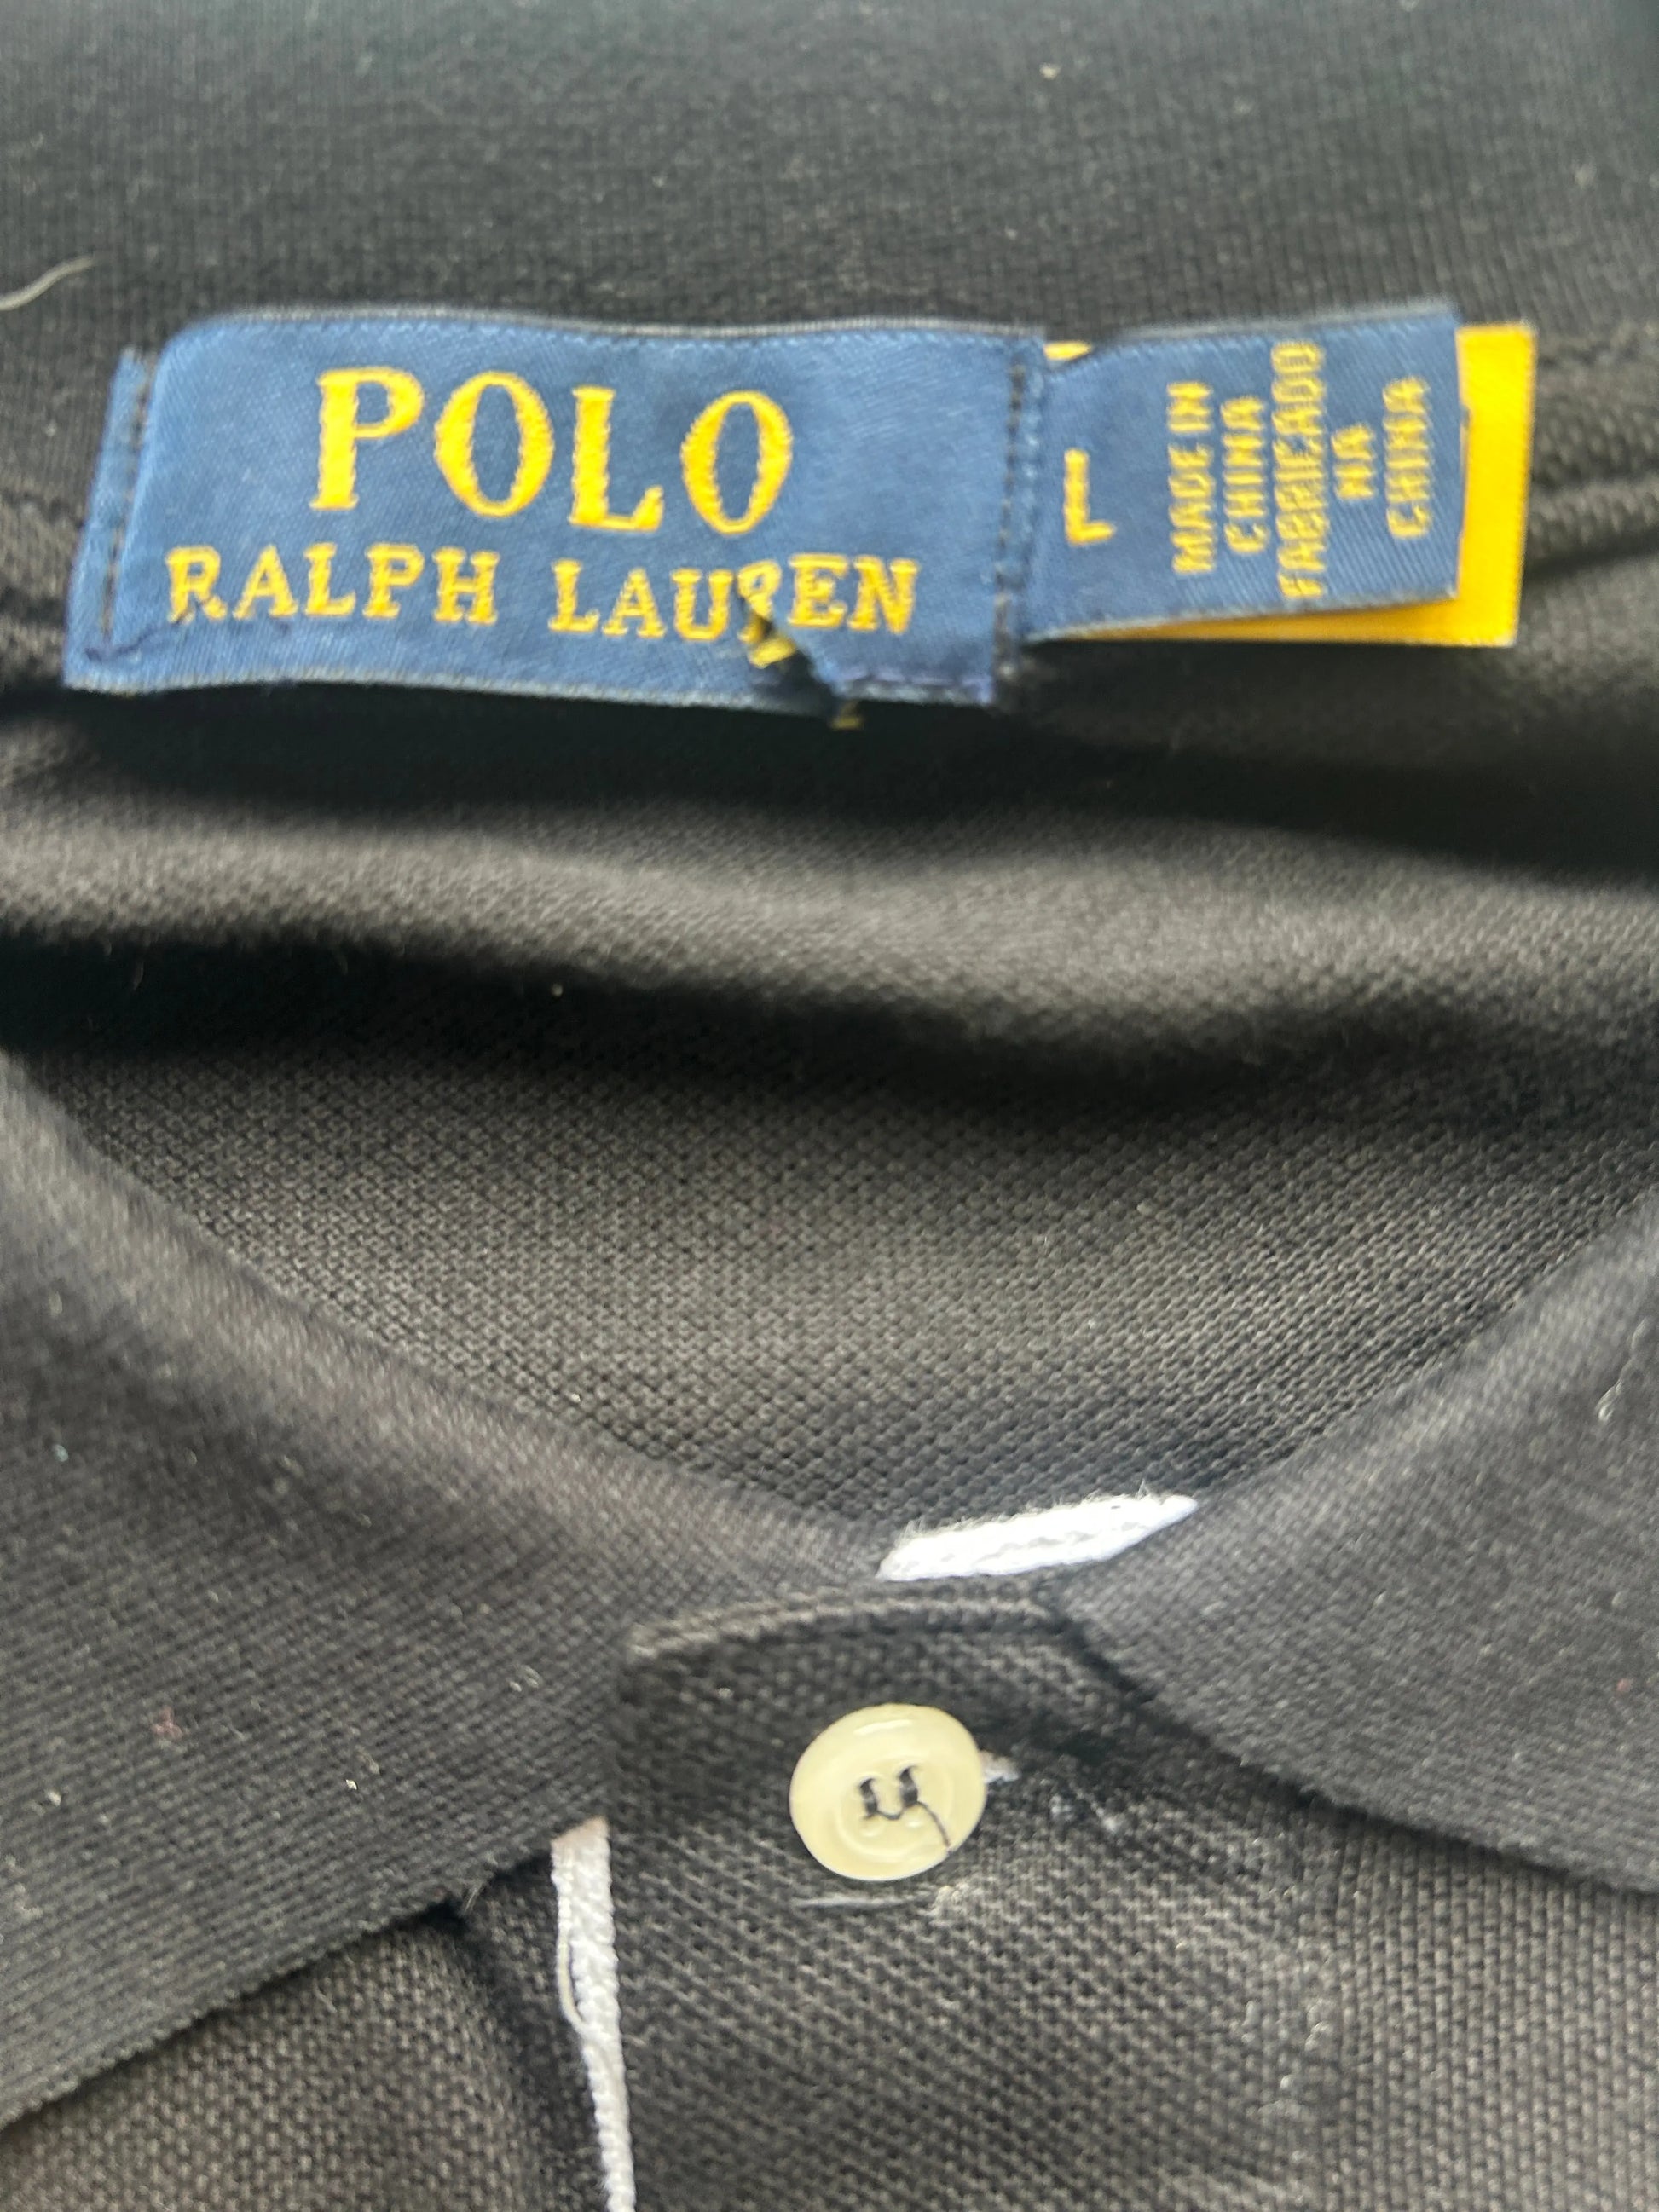 POLO
RALPH LAUREN
L
MADE IN
CHINA
FABRICADO
NA
CHINA